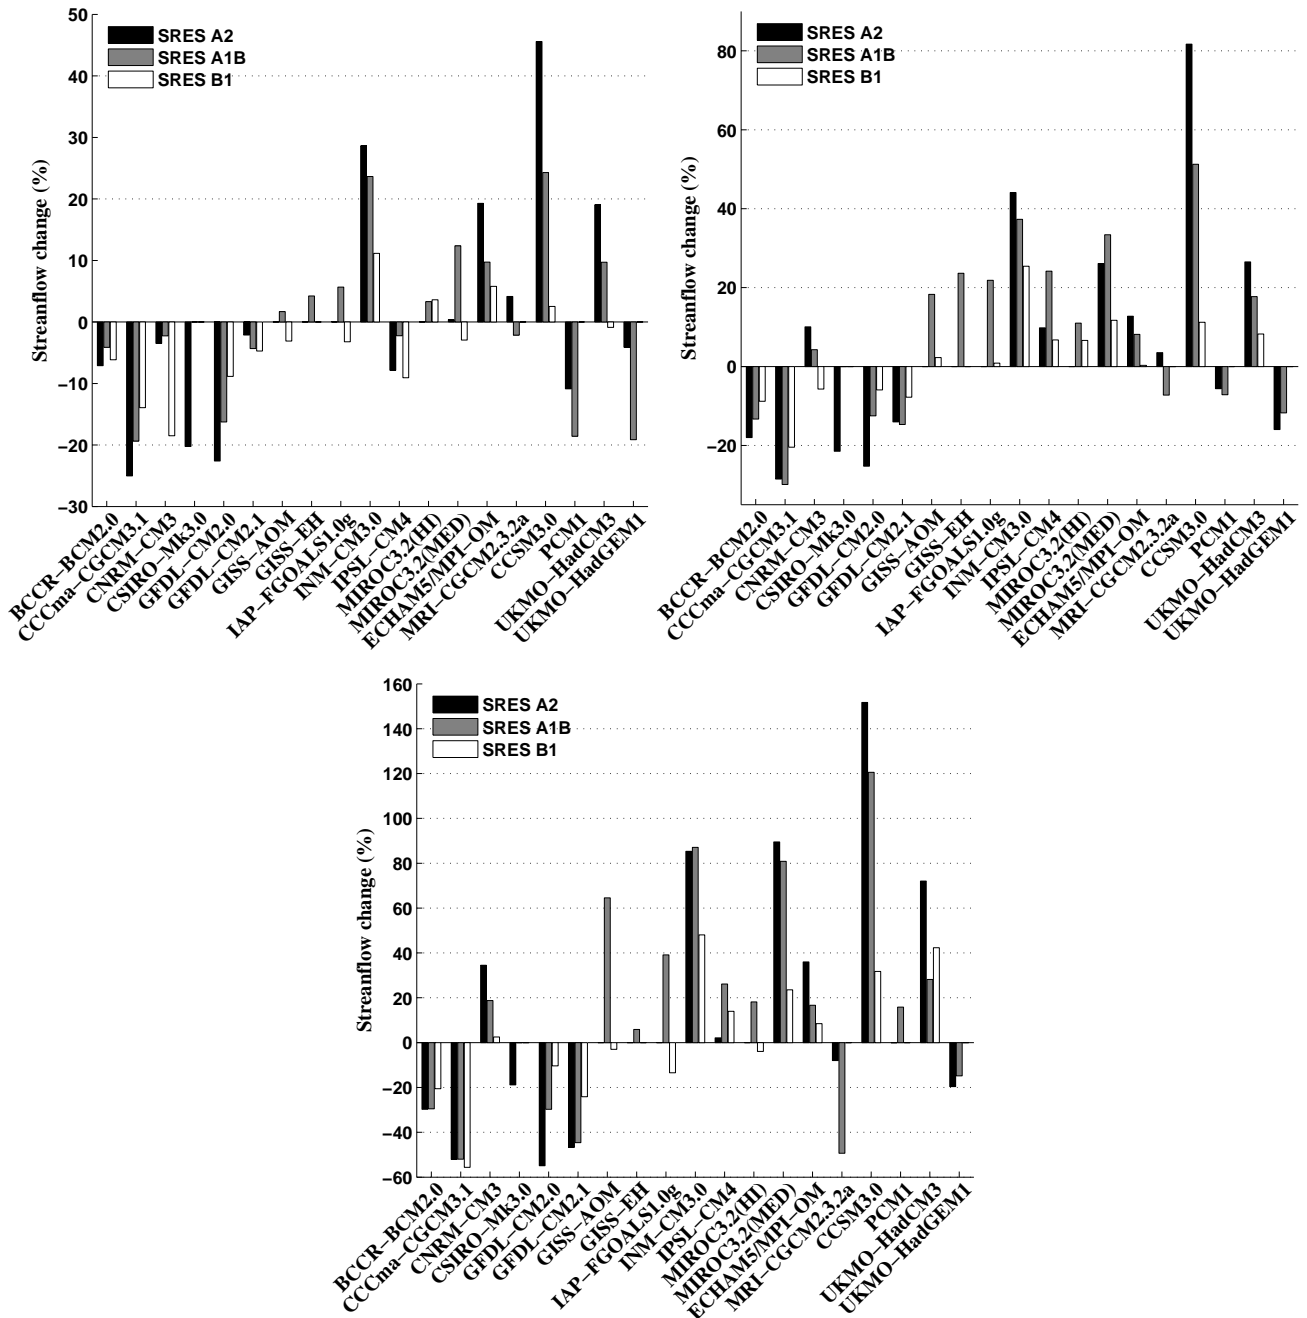 50
40
30
20
10
0
−10
−20
−30
Streanflow change (%)
SRES A2
SRES A1B
SRES B1
BCCR−BCM2.0
CCCma−CGCM3.1
CNRM−CM3
CSIRO−Mk3.0
GFDL−CM2.0
GFDL−CM2.1
GISS−AOM
GISS−EH
IAP−FGOALS1.0g
INM−CM3.0
IPSL−CM4
MIROC3.2(HI)
MIROC3.2(MED)
ECHAM5/MPI−OM
MRI−CGCM2.3.2a
CCSM3.0
PCM1
UKMO−HadCM3
UKMO−HadGEM1
80
60
40
20
0
−20
Streanflow change (%)
SRES A2
SRES A1B
SRES B1
BCCR−BCM2.0
CCCma−CGCM3.1
CNRM−CM3
CSIRO−Mk3.0
GFDL−CM2.0
GFDL−CM2.1
GISS−AOM
GISS−EH
IAP−FGOALS1.0g
INM−CM3.0
IPSL−CM4
MIROC3.2(HI)
MIROC3.2(MED)
ECHAM5/MPI−OM
MRI−CGCM2.3.2a
CCSM3.0
PCM1
UKMO−HadCM3
UKMO−HadGEM1
160
140
120
100
80
60
40
20
0
−20
−40
−60
Streanflow change (%)
SRES A2
SRES A1B
SRES B1
BCCR−BCM2.0
CCCma−CGCM3.1
CNRM−CM3
CSIRO−Mk3.0
GFDL−CM2.0
GFDL−CM2.1
GISS−AOM
GISS−EH
IAP−FGOALS1.0g
INM−CM3.0
IPSL−CM4
MIROC3.2(HI)
MIROC3.2(MED)
ECHAM5/MPI−OM
MRI−CGCM2.3.2a
CCSM3.0
PCM1
UKMO−HadCM3
UKMO−HadGEM1